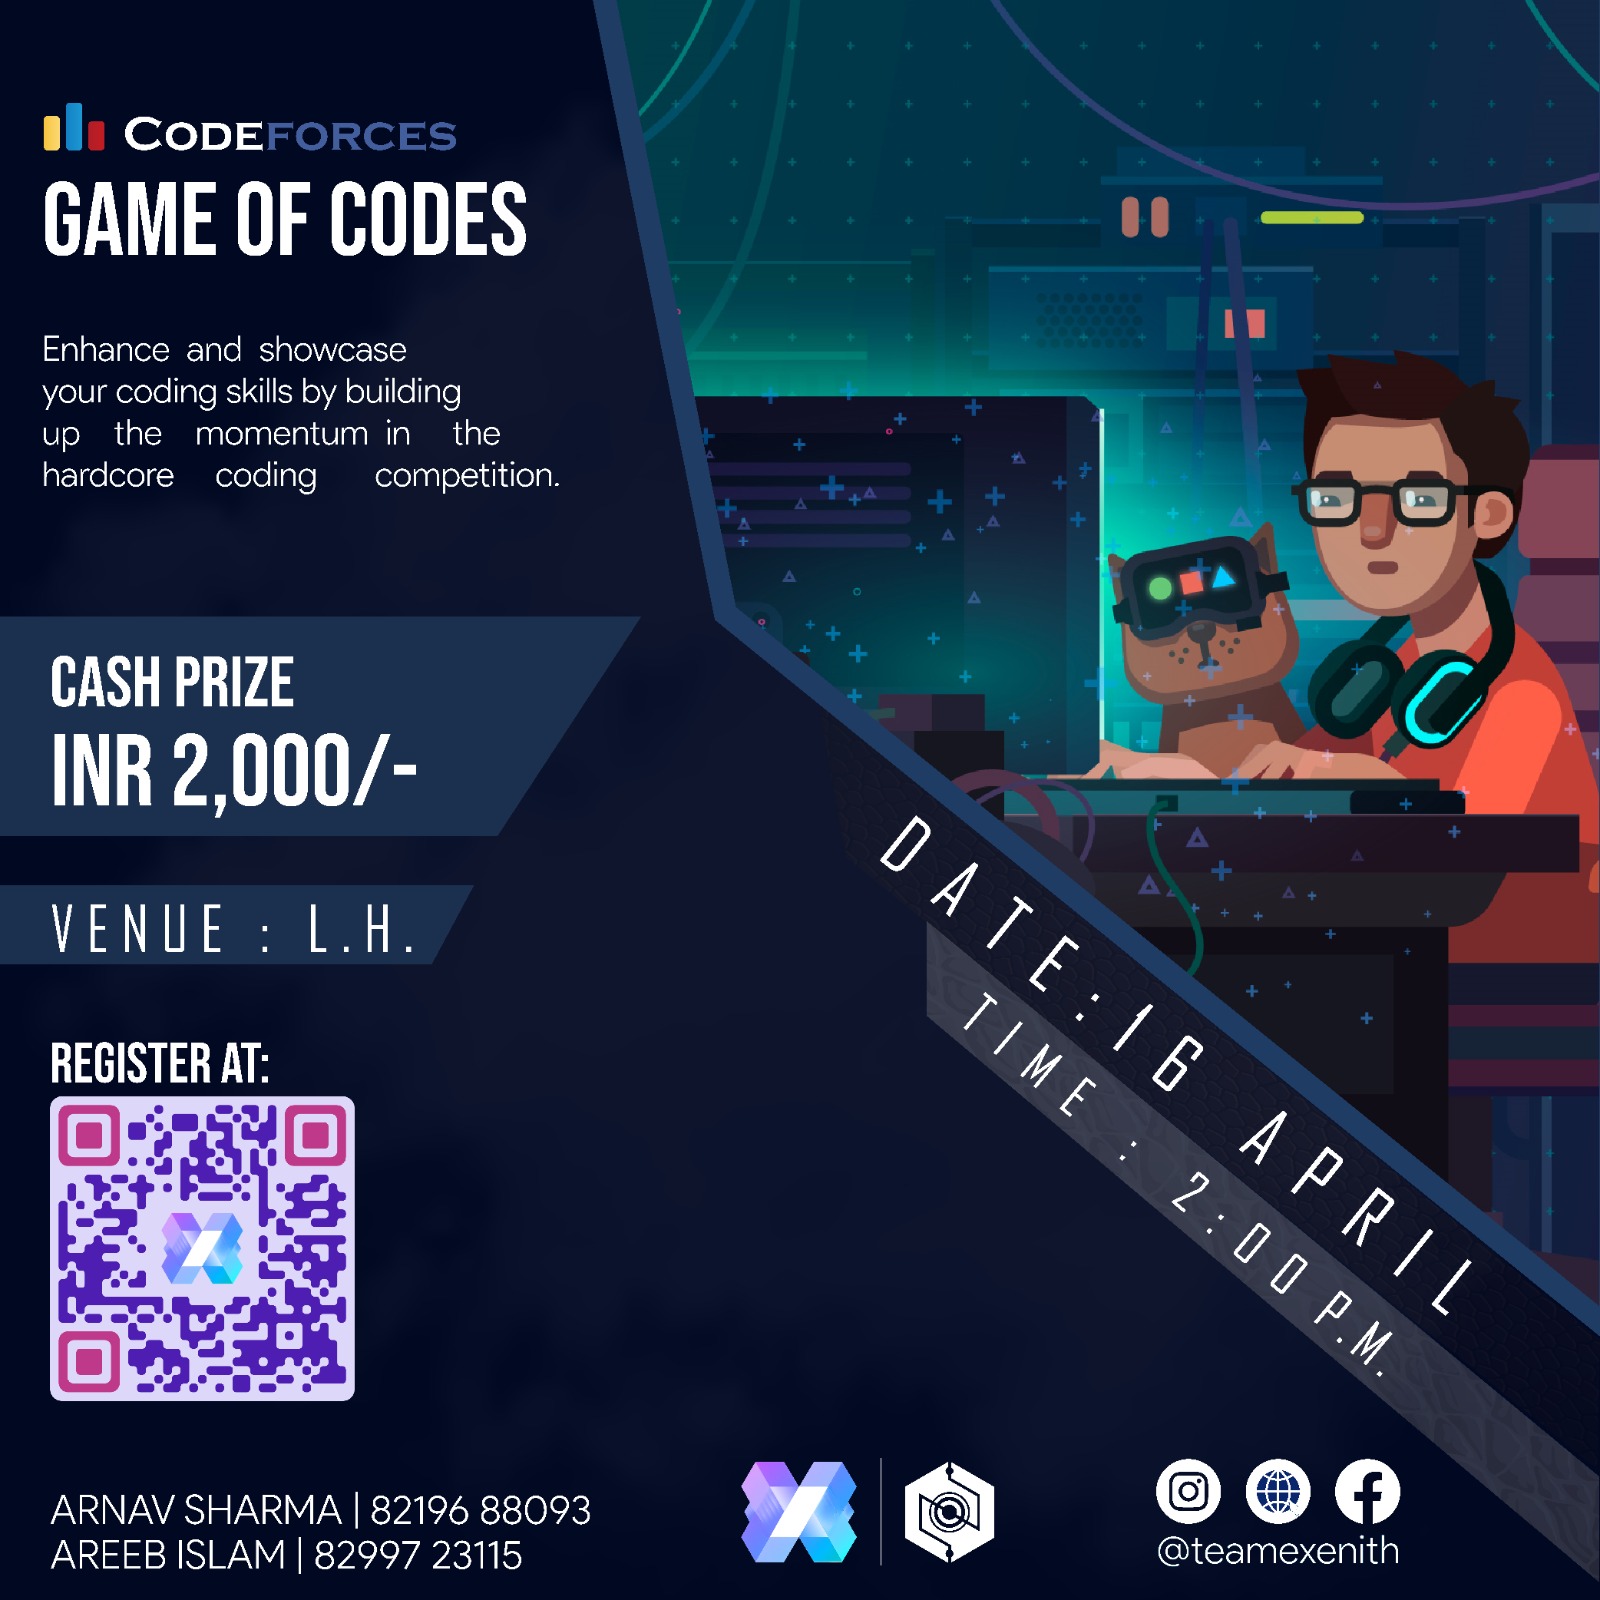 CODEFORCES
GAME OF CODES
Enhance and showcase
your coding skills by building
up the momentum in the
hardcore coding competition.
CASH PRIZE
INR 2,000/-
VENUE : L.H.
DATE:16 APRIL
TIME : 2:00P.M.
REGISTER AT:
ARNAV SHARMA | 82196 88093
AREEB ISLAM | 82997 23115
@teamexenith